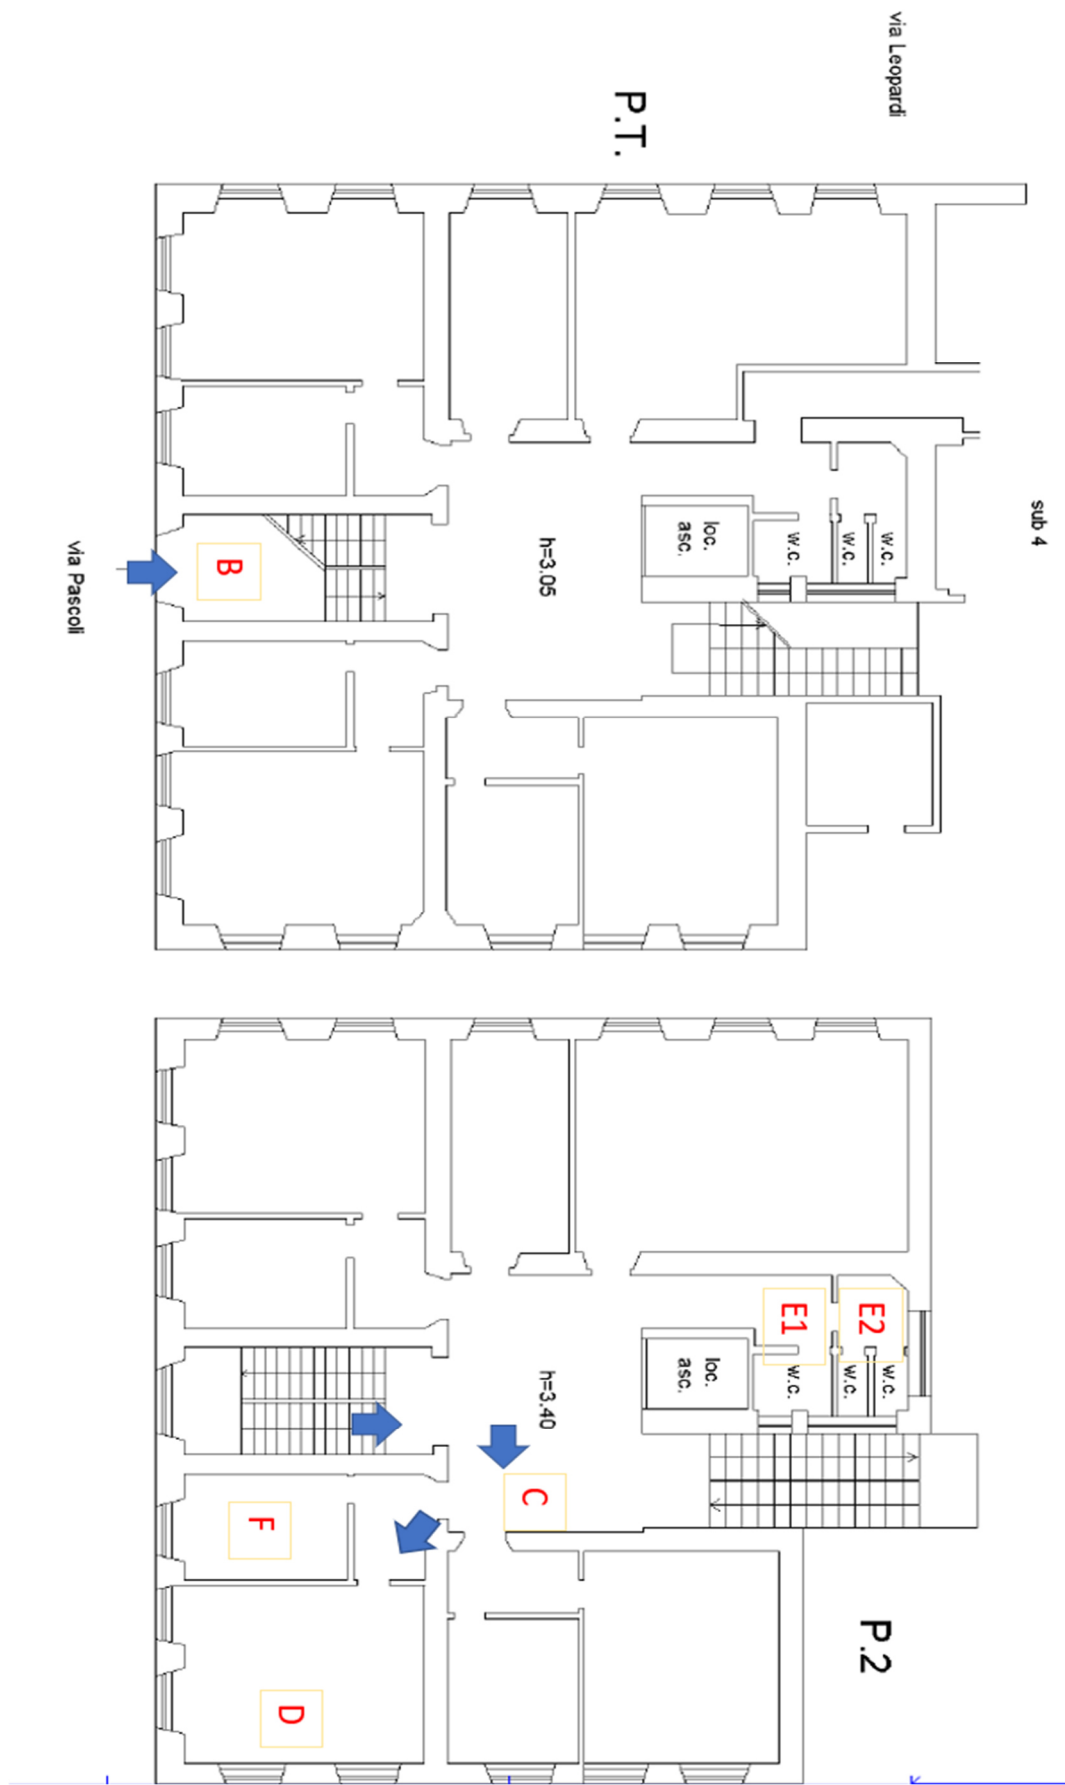 via Leopardi
P.T.
sub 4
w.c.
w.c.
w.c.
loc.
asc.
h=3.05
B
via Pascoli
E2
E1
w.c.
w.c.
w.c.
loc.
asc.
h=3.40
C
F
P.2
D